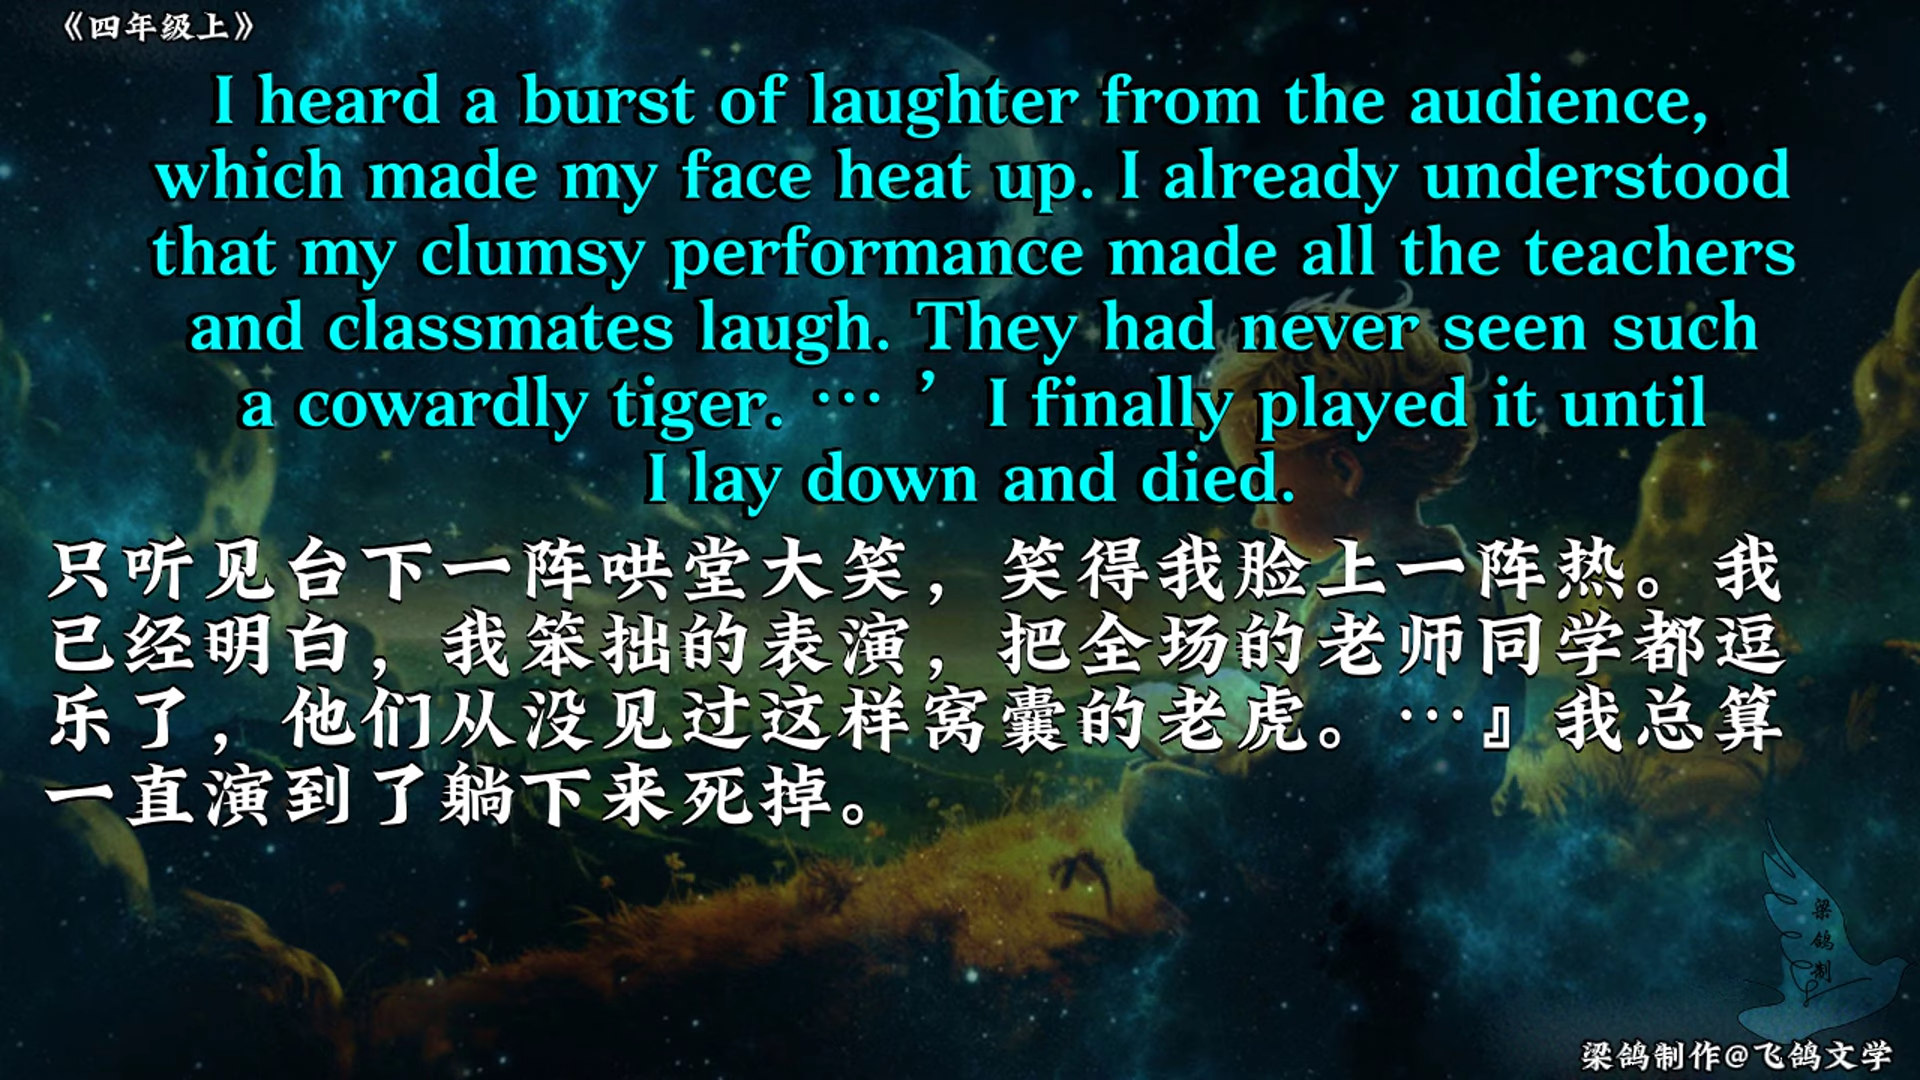 《四年级上》
I heard a burst of laughter from the audience,
which made my face heat up. I already understood
that my clumsy performance made all the teachers
and classmates laugh. They had never seen such
a cowardly tiger. … ’ I finally played it until
I lay down and died.
只听见台下一阵哄堂大笑，笑得我脸上一阵热。我
已经明白，我笨拙的表演，把全场的老师同学都逗
乐了，他们从没见过这样窝囊的老虎。…』我总算
一直演到了躺下来死掉。
梁
鸽
制
梁鸽制作@飞鸽文学